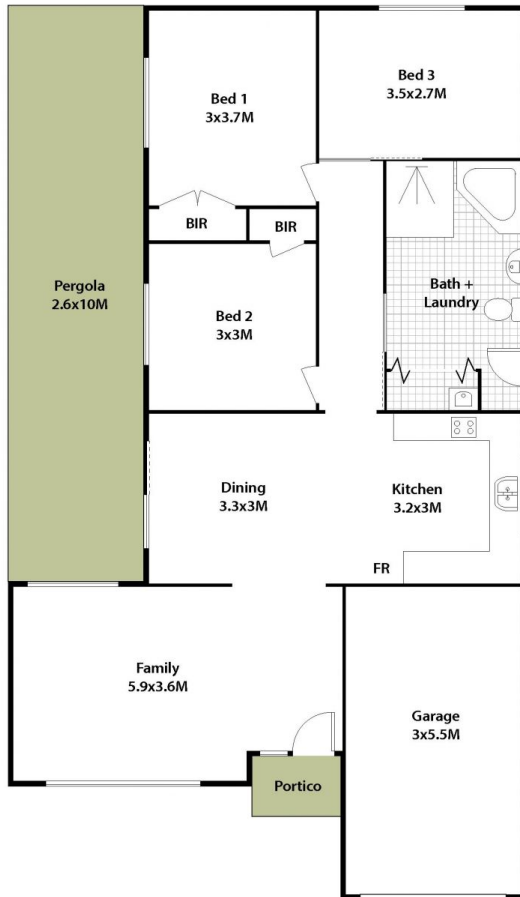 Bed 1
3x3.7M
Bed 3
3.5x2.7M
BIR
BIR
Pergola
2.6x10M
Bed 2
3x3M
Bath +
Laundry
Dining
3.3x3M
Kitchen
3.2x3M
FR
Family
5.9x3.6M
Garage
3x5.5M
Portico